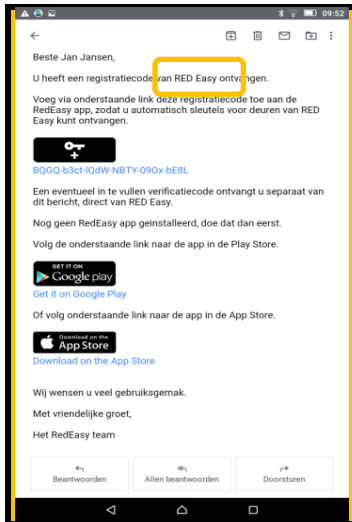 09:52
Beste Jan Jansen,
U heeft een registratiecode van RED Easy ontvangen.
Voeg via onderstaande link deze registratiecode toe aan de
RedEasy app, zodat u automatisch sleutels voor deuren van RED
Easy kunt ontvangen.
BQGQ-b3ct-lQdW-NBTY-09Ox-bE8L
Een eventueel in te vullen verificatiecode ontvangt u separaat van
dit bericht, direct van RED Easy.
Nog geen RedEasy app geinstalleerd, doe dat dan eerst.
Volg de onderstaande link naar de app in de Play Store.
GET IT ON
Google play
Get it on Google Play
Of volg onderstaande link naar de app in de App Store.
Download on the
App Store
Download on the App Store
Wij wensen u veel gebruiksgemak.
Met vriendelijke groet,
Het RedEasy team
Beantwoorden Allen beantwoorden Doorsturen